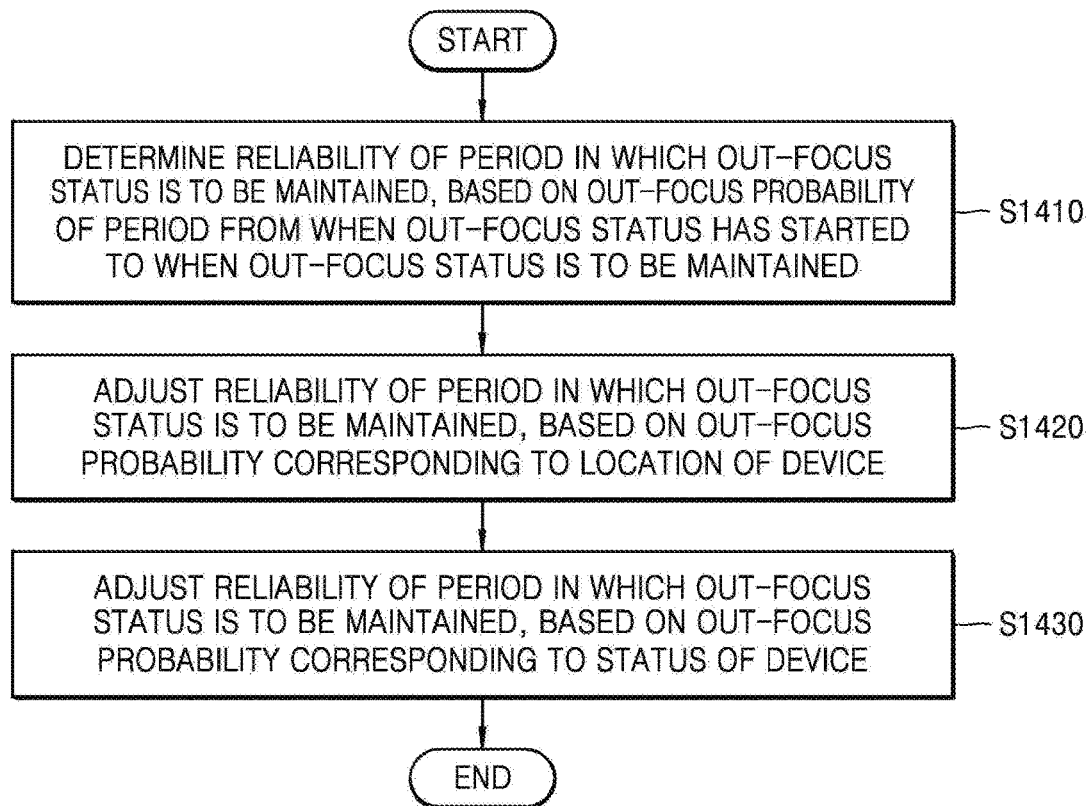 START
DETERMINE RELIABILITY OF PERIOD IN WHICH OUT-FOCUS
STATUS IS TO BE MAINTAINED, BASED ON OUT-FOCUS PROBABILITY
OF PERIOD FROM WHEN OUT-FOCUS STATUS HAS STARTED
TO WHEN OUT-FOCUS STATUS IS TO BE MAINTAINED
S1410
ADJUST RELIABILITY OF PERIOD IN WHICH OUT-FOCUS
STATUS IS TO BE MAINTAINED, BASED ON OUT-FOCUS
PROBABILITY CORRESPONDING TO LOCATION OF DEVICE
S1420
ADJUST RELIABILITY OF PERIOD IN WHICH OUT-FOCUS
STATUS IS TO BE MAINTAINED, BASED ON OUT-FOCUS
PROBABILITY CORRESPONDING TO STATUS OF DEVICE
S1430
END